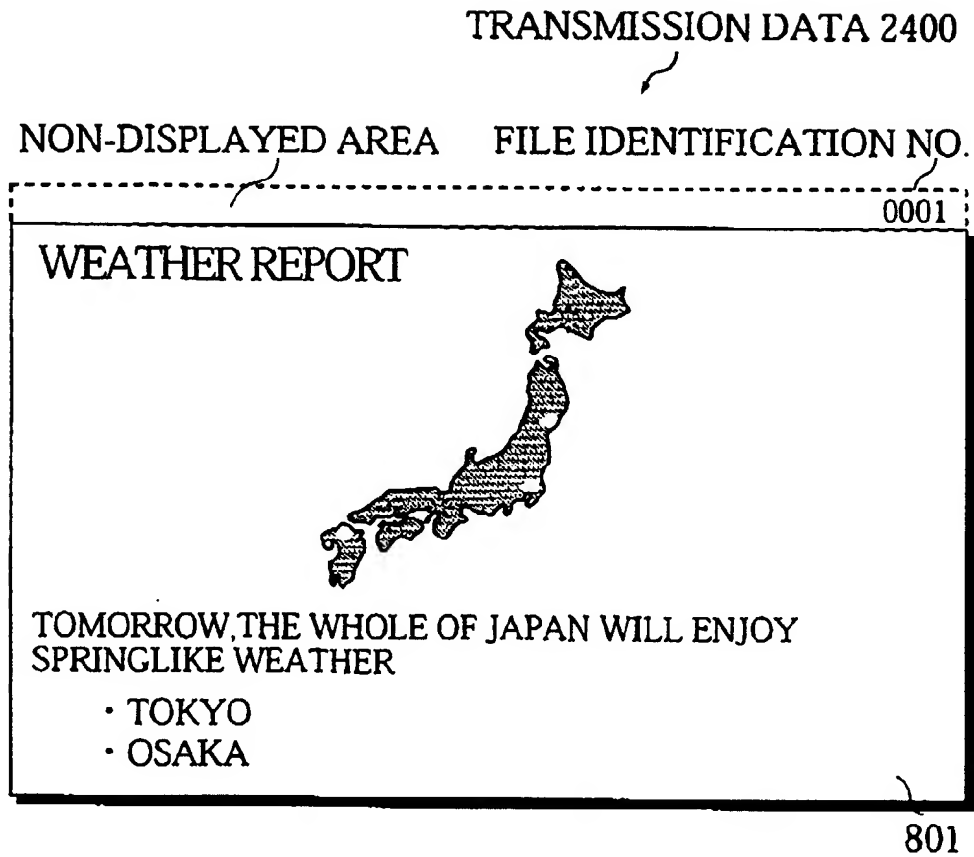 TRANSMISSION DATA 2400
NON-DISPLAYED AREA
FILE IDENTIFICATION NO.
0001
WEATHER REPORT
TOMORROW,THE WHOLE OF JAPAN WILL ENJOY
SPRINGLIKE WEATHER
· TOKYO
· OSAKA
801